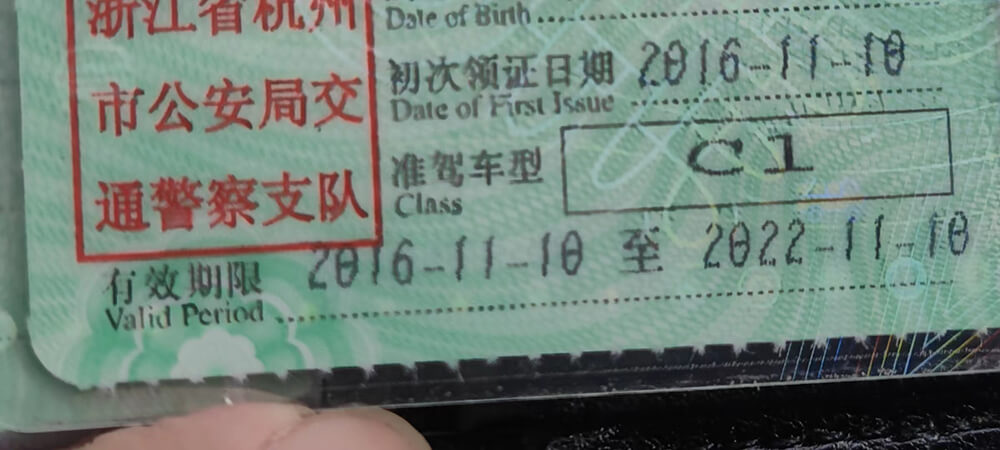 浙江省杭州
市公安局交
通警察支队
Date of Birth
初次领证日期 2016-11-10
Date of First Issue
准驾车型 C1
Class
有效期限 2016-11-10 至 2022-11-10
Valid Period